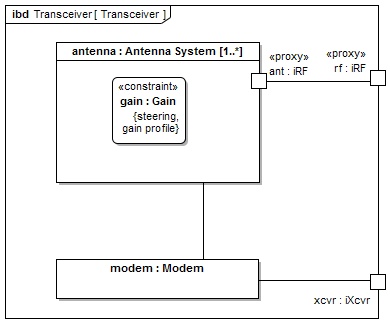 ibd Transceiver [ Transceiver ]
antenna : Antenna System [1..*]
«constraint»
gain : Gain
{steering,
gain profile}
«proxy»
ant : iRF
«proxy»
rf : iRF
modem : Modem
xcvr : iXcvr